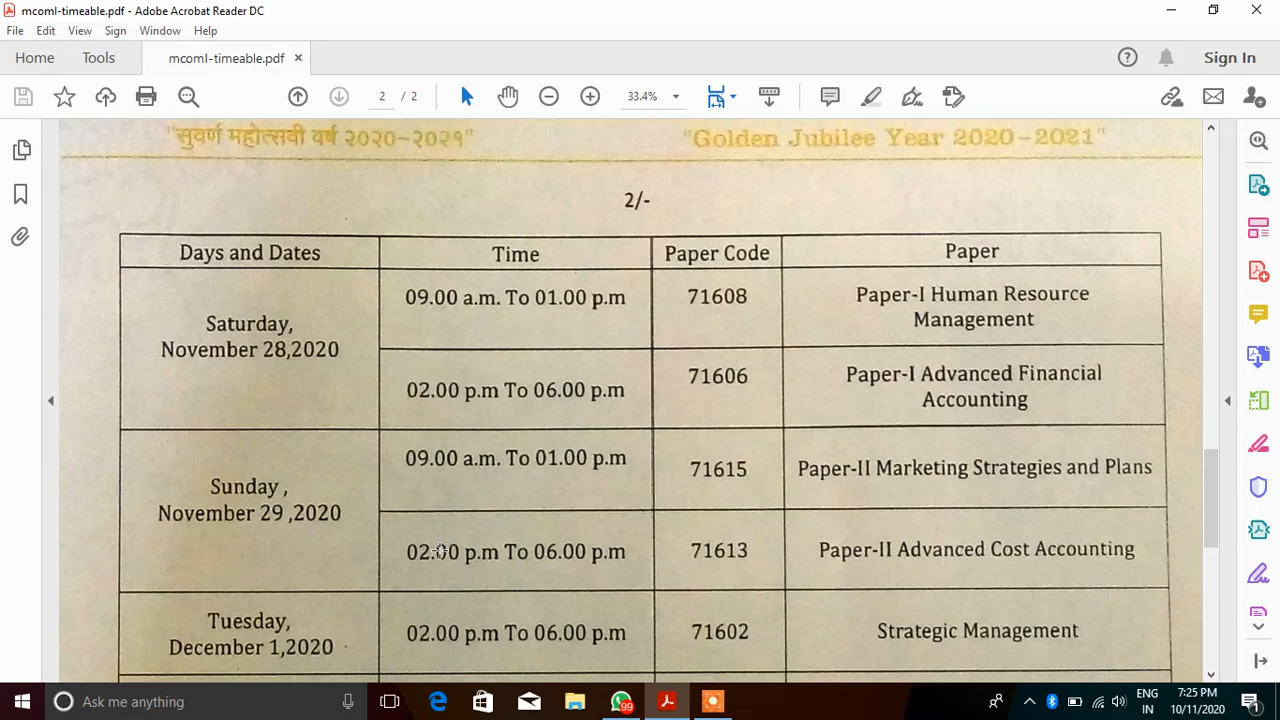 mcomI-timeable.pdf - Adobe Acrobat Reader DC
File Edit View Sign Window Help
Home Tools mcomI-timeable.pdf × Sign In
2 / 2 33.4%
"सुवर्ण महोत्सवी वर्ष २०२०-२०२१" "Golden Jubilee Year 2020-2021"
2/-
Days and Dates Time Paper Code Paper
Saturday,
November 28,2020
09.00 a.m. To 01.00 p.m 71608 Paper-I Human Resource
Management
02.00 p.m To 06.00 p.m 71606 Paper-I Advanced Financial
Accounting
Sunday ,
November 29 ,2020
09.00 a.m. To 01.00 p.m 71615 Paper-II Marketing Strategies and Plans
02.00 p.m To 06.00 p.m 71613 Paper-II Advanced Cost Accounting
Tuesday,
December 1,2020
02.00 p.m To 06.00 p.m 71602 Strategic Management
Ask me anything 99 ENG 7:25 PM
IN 10/11/2020 1